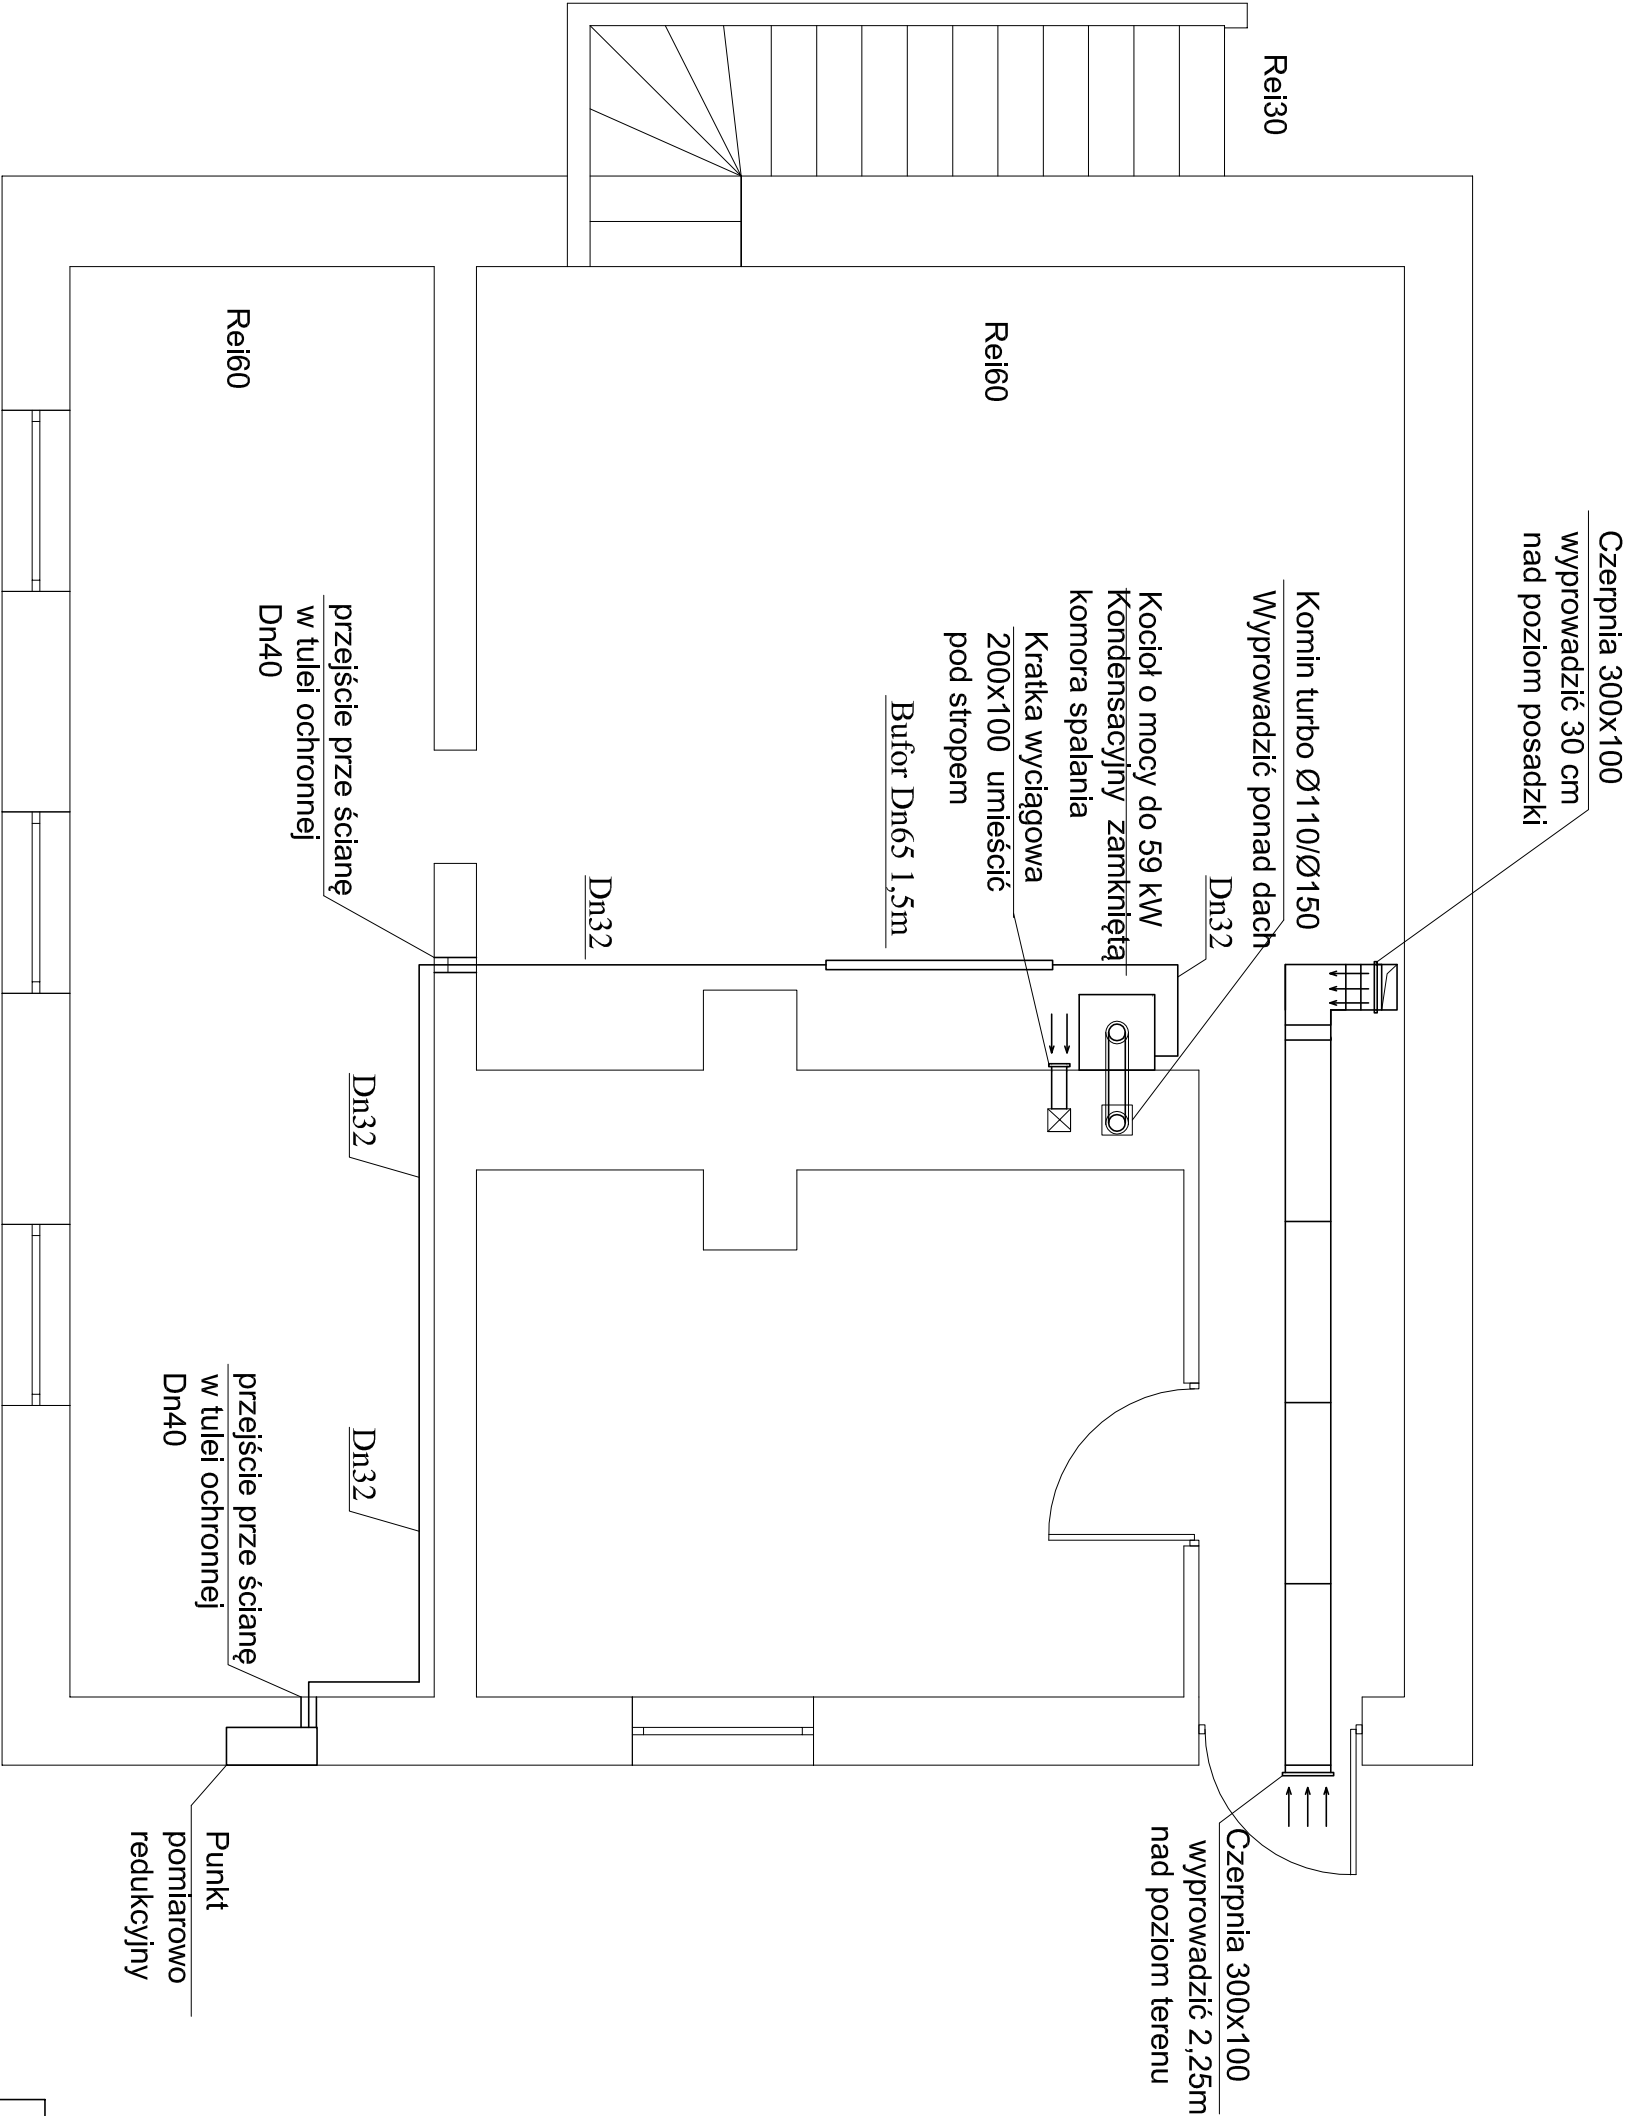 Czerpnia 300x100
wyprowadzić 30 cm
nad poziom posadzki
Rei30
Komin turbo Ø110/Ø150
Wyprowadzić ponad dach
Dn32
Kocioł o mocy do 59 kW
Kondensacyjny zamkniętą
komora spalania
Kratka wyciągowa
200x100 umieścić
pod stropem
Rei60
Bufor Dn65 1,5m
Dn32
Rei60
przejście prze ścianę
w tulei ochronnej
Dn40
Dn32
Dn32
przejście prze ścianę
w tulei ochronnej
Dn40
Czerpnia 300x100
wyprowadzić 2,25m
nad poziom terenu
Punkt
pomiarowo
redukcyjny